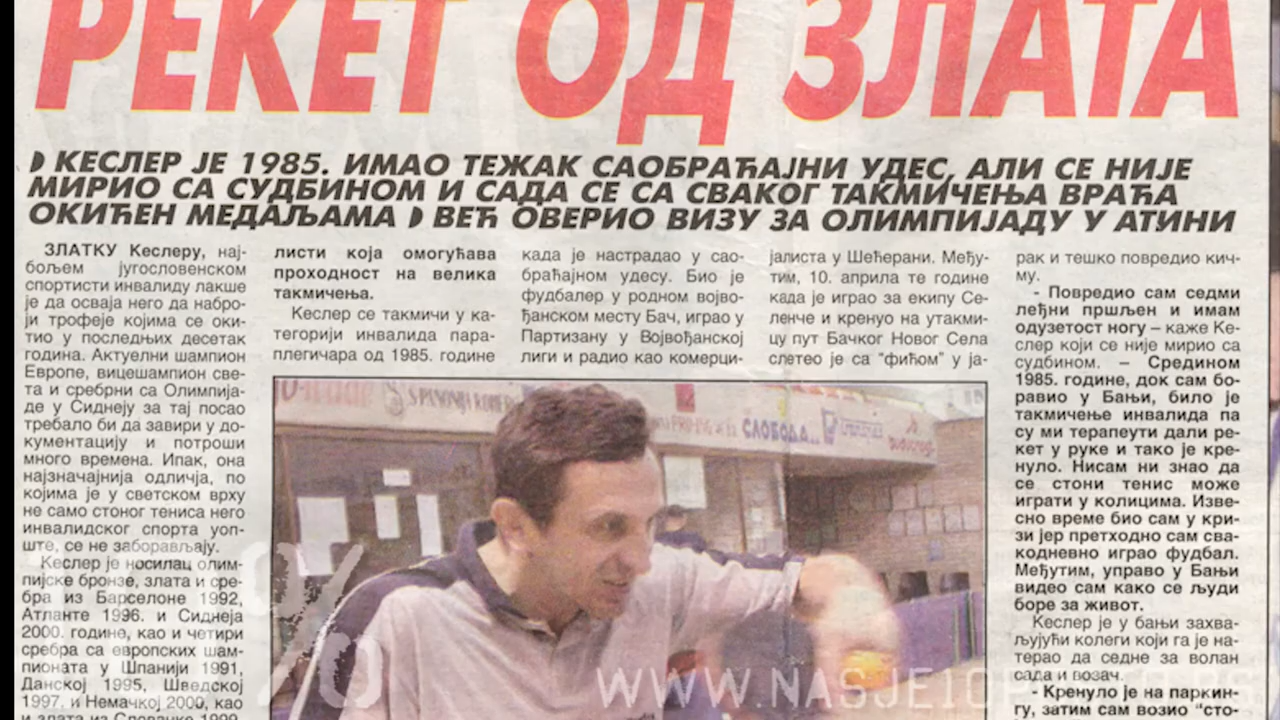 РЕКЕТ ОД ЗЛАТА
◗ КЕСЛЕР ЈЕ 1985. ИМАО ТЕЖАК САОБРАЋАЈНИ УДЕС, АЛИ СЕ НИЈЕ
МИРИО СА СУДБИНОМ И САДА СЕ СА СВАКОГ ТАКМИЧЕЊА ВРАЋА
ОКИЋЕН МЕДАЉАМА ◗ ВЕЋ ОВЕРИО ВИЗУ ЗА ОЛИМПИЈАДУ У АТИНИ
ЗЛАТКУ Кеслеру, нај-
бољем југословенском
спортисти инвалиду лакше
је да осваја него да наброј-
ји трофеје којима се оки-
тио у последњих десетак
година. Актуелни шампион
Европе, вицешампион све-
та и сребрни са Олимпија-
де у Сиднеју за тај посао
требало би да завири у до-
кументацију и потроши
много времена. Ипак, она
најзначајнија одличја, по
којима је у светском врху
не само стоног тениса него
инвалидског спорта уоп-
ште, се не заборављају.
Кеслер је носилац олим-
пијске бронзе, злата и сре-
бра из Барселоне 1992,
Атланте 1996. и Сиднеја
2000. године, као и четири
сребра са европских шам-
пионата у Шпанији 1991,
Данској 1995, Шведској
1997, и Немачкој 2000, као
и злата из Словачке 1999.
листи која омогућава
проходност на велика
такмичења.
Кеслер се такмичи у ка-
тегорији инвалида пара-
плегичара од 1985. године
када је настрадао у сао-
браћајном удесу. Био је
фудбалер у родном војво-
ђанском месту Бач, играо у
Партизану у Војвођанској
лиги и радио као комерци-
јалиста у Шећерани. Међу-
тим, 10. априла те године
када је играо за екипу Се-
ленче и кренуо на утакми-
цу пут Бачког Новог Села
слетео је са "фићом" у ја-
рак и тешко повредио кич-
му.
- Повредио сам седми
леђни пршљен и имам
одузетост ногу – каже Ке-
слер који се није мирио са
судбином. – Средином
1985. године, док сам бо-
равио у Бањи, било је
такмичење инвалида па
су ми терапеути дали ре-
кет у руке и тако је кре-
нуло. Нисам ни знао да
се стони тенис може
играти у колицима. Изве-
сно време био сам у кри-
зи јер претходно сам сва-
кодневно играо фудбал.
Међутим, управо у Бањи
видео сам како се људи
боре за живот.
Кеслер је у бањи захва-
љујући колеги који га је на-
терао да седне за волан
сада и возач.
- Кренуло је на паркин-
гу, затим сам возио "сто-
СЛОБОДА